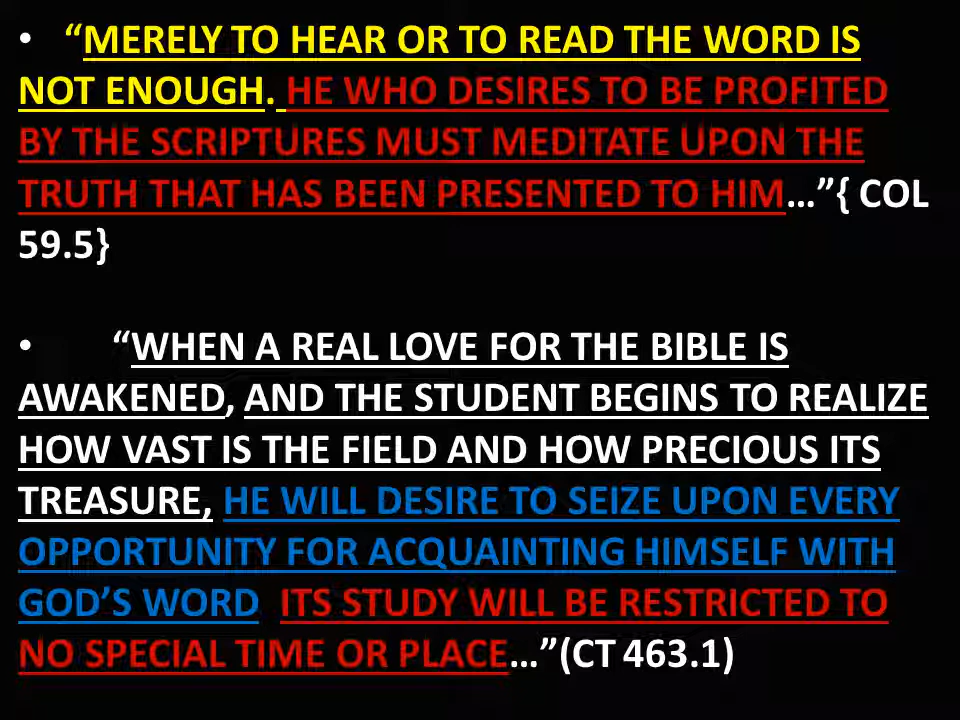 • “MERELY TO HEAR OR TO READ THE WORD IS
NOT ENOUGH. HE WHO DESIRES TO BE PROFITED
BY THE SCRIPTURES MUST MEDITATE UPON THE
TRUTH THAT HAS BEEN PRESENTED TO HIM…”{ COL
59.5}
• “WHEN A REAL LOVE FOR THE BIBLE IS
AWAKENED, AND THE STUDENT BEGINS TO REALIZE
HOW VAST IS THE FIELD AND HOW PRECIOUS ITS
TREASURE, HE WILL DESIRE TO SEIZE UPON EVERY
OPPORTUNITY FOR ACQUAINTING HIMSELF WITH
GOD’S WORD ITS STUDY WILL BE RESTRICTED TO
NO SPECIAL TIME OR PLACE…”(CT 463.1)